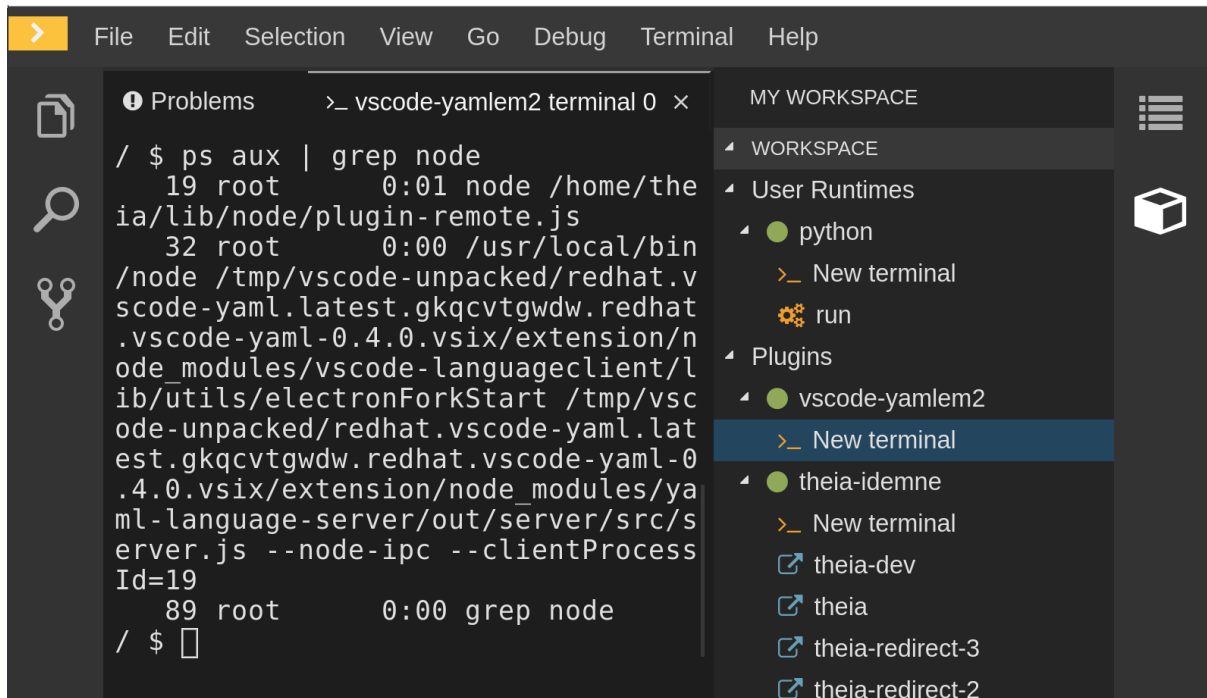 File Edit Selection View Go Debug Terminal Help
Problems
>_ vscode-yamlem2 terminal 0 ×
/ $ ps aux | grep node
   19 root       0:01 node /home/the
ia/lib/node/plugin-remote.js
   32 root       0:00 /usr/local/bin
/node /tmp/vscode-unpacked/redhat.v
scode-yaml.latest.gkqcvtgwdw.redhat
.vscode-yaml-0.4.0.vsix/extension/n
ode_modules/vscode-languageclient/l
ib/utils/electronForkStart /tmp/vsc
ode-unpacked/redhat.vscode-yaml.lat
est.gkqcvtgwdw.redhat.vscode-yaml-0
.4.0.vsix/extension/node_modules/ya
ml-language-server/out/server/src/s
erver.js --node-ipc --clientProcess
Id=19
   89 root       0:00 grep node
/ $
MY WORKSPACE
WORKSPACE
User Runtimes
python
>_ New terminal
run
Plugins
vscode-yamlem2
>_ New terminal
theia-idemne
>_ New terminal
theia-dev
theia
theia-redirect-3
theia-redirect-2